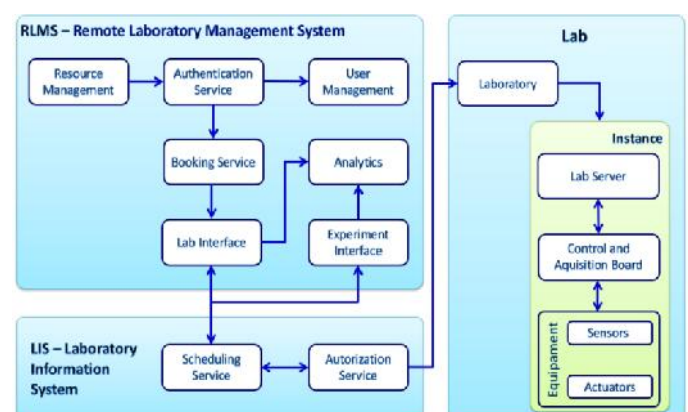 RLMS – Remote Laboratory Management System
Resource
Management
Authentication
Service
User
Management
Booking Service
Analytics
Lab Interface
Experiment
Interface
LIS – Laboratory
Information
System
Scheduling
Service
Autorization
Service
Lab
Laboratory
Instance
Lab Server
Control and
Aquisition Board
Equipament
Sensors
Actuators